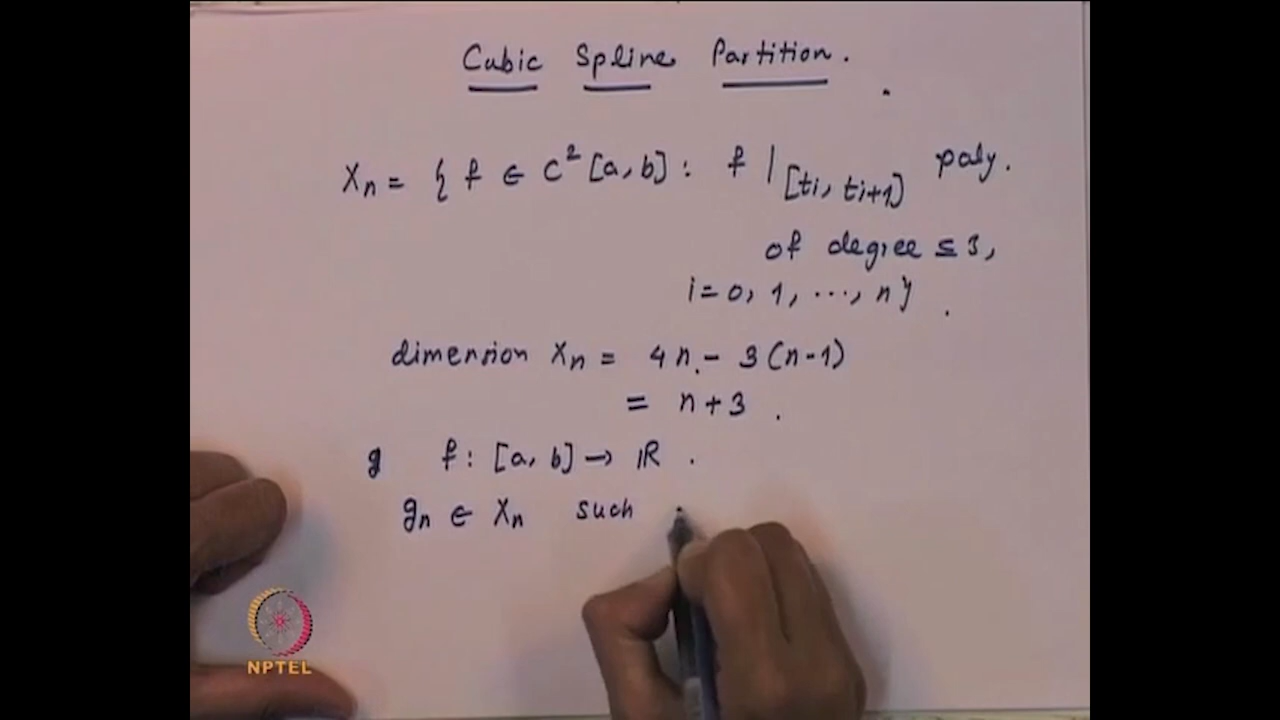 Cubic Spline Partition.
Xn = { f ∈ C² [a, b] : f |[ti, ti+1] poly.
of degree ≤ 3,
i = 0, 1, ..., n }
dimension Xn = 4n - 3(n-1)
= n+3.
g f : [a, b] → ℝ.
gn ∈ Xn such
NPTEL